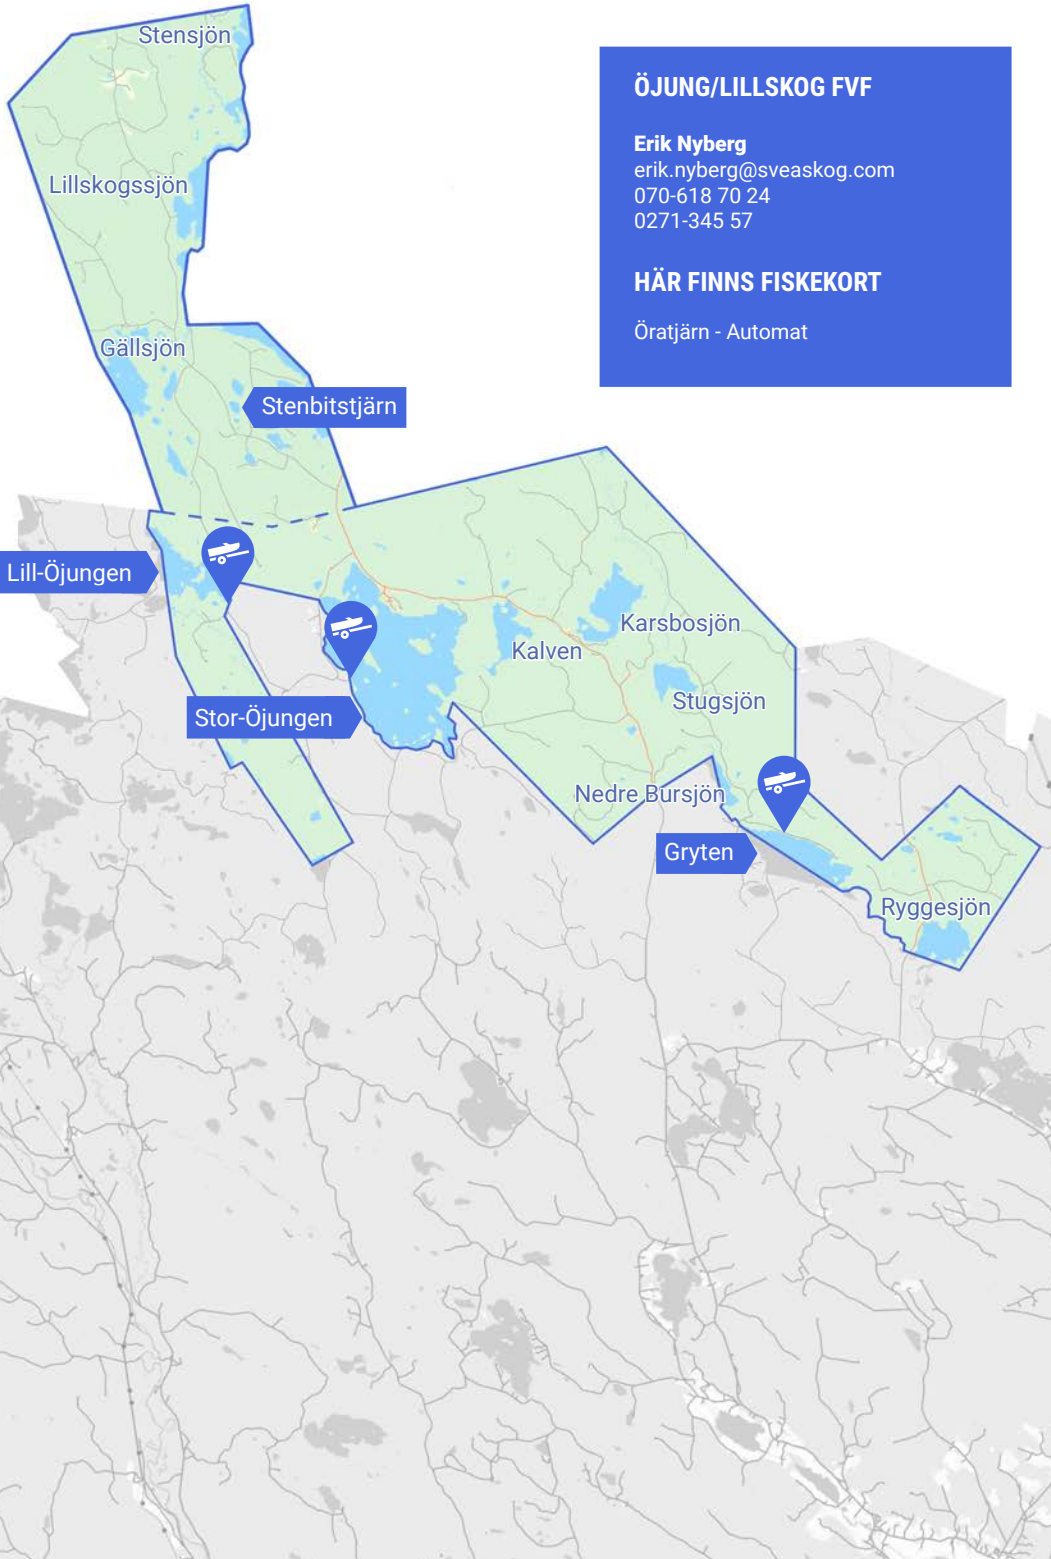 Stensjön
ÖJUNG/LILLSKOG FVF
Erik Nyberg
erik.nyberg@sveaskog.com
070-618 70 24
0271-345 57
HÄR FINNS FISKEKORT
Öratjärn - Automat
Lillskogssjön
Gällsjön
Stenbitstjärn
Lill-Öjungen
Karsbosjön
Kalven
Stugsjön
Stor-Öjungen
Nedre Bursjön
Gryten
Ryggesjön